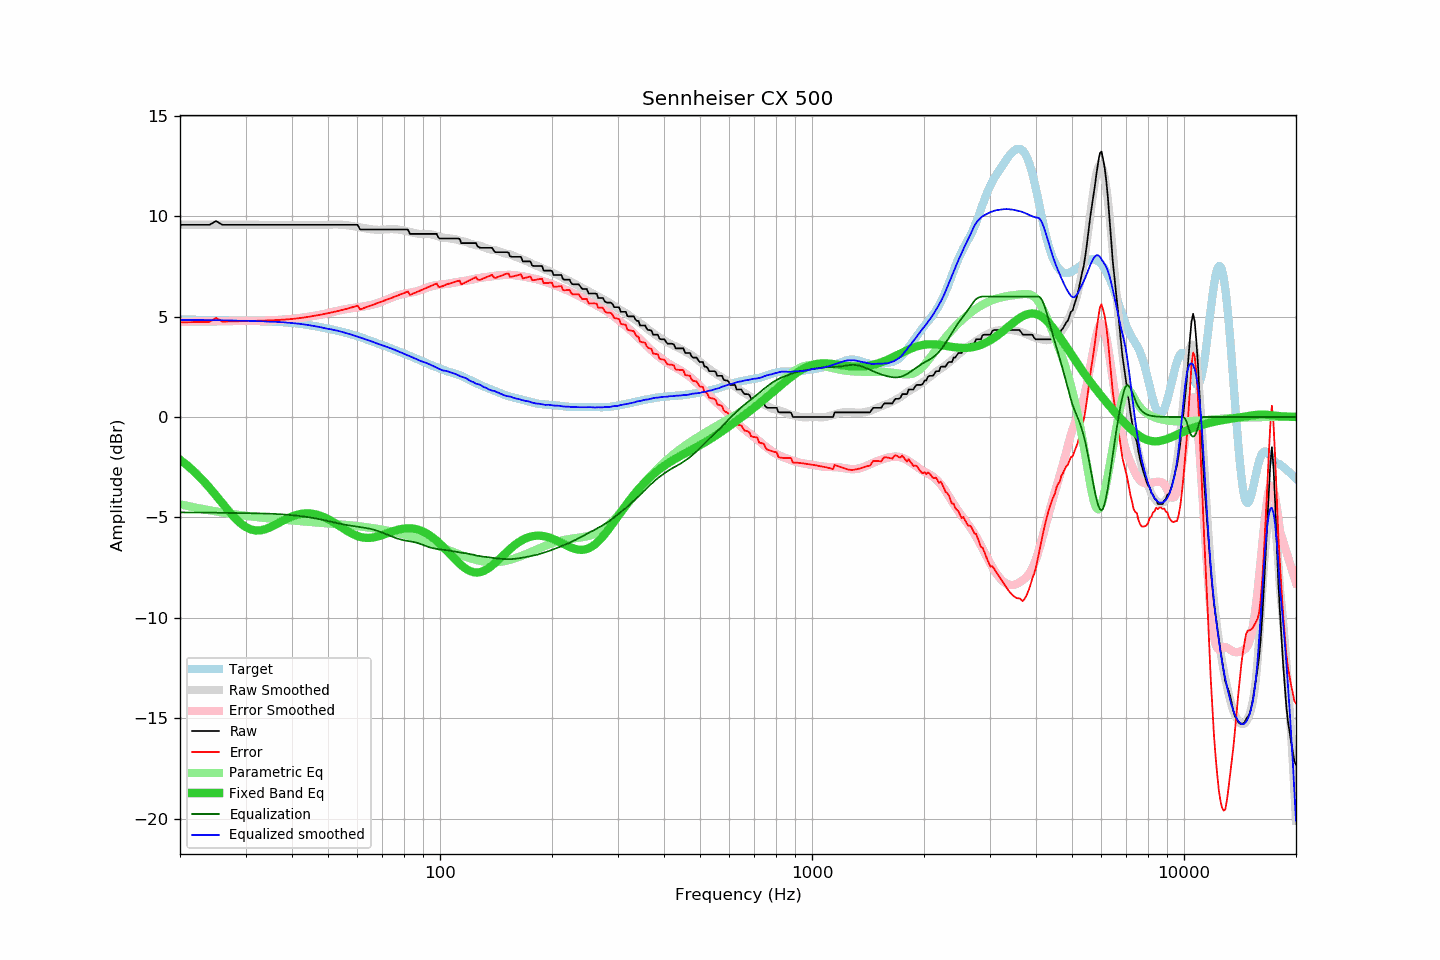 Sennheiser CX 500
15
10
5
0
−5
−10
−15
−20
Amplitude (dBr)
Target
Raw Smoothed
Error Smoothed
Raw
Error
Parametric Eq
Fixed Band Eq
Equalization
Equalized smoothed
100 1000 10000
Frequency (Hz)